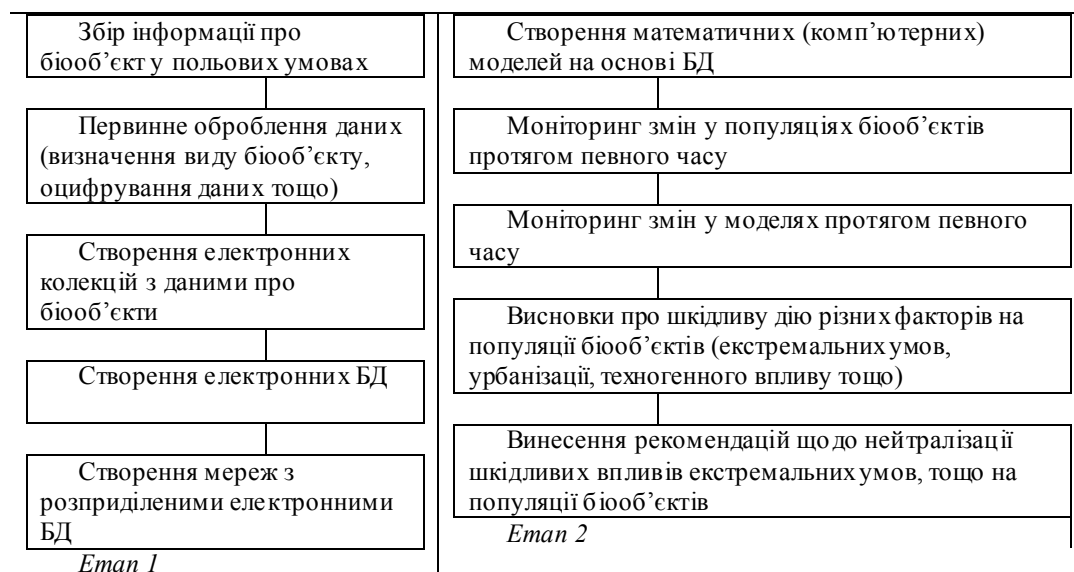 Збір інформації про
біооб’єкт у польових умовах
Первинне оброблення даних
(визначення виду біооб’єкту,
оцифрування даних тощо)
Створення електронних
колекцій з даними про
біооб’єкти
Створення електронних БД
Створення мереж з
розприділеними електронними
БД
Етап 1
Створення математичних (комп’ютерних)
моделей на основі БД
Моніторинг змін у популяціях біооб’єктів
протягом певного часу
Моніторинг змін у моделях протягом певного
часу
Висновки про шкідливу дію різних факторів на
популяції біооб’єктів (екстремальних умов,
урбанізації, техногенного впливу тощо)
Винесення рекомендацій щодо нейтралізації
шкідливих впливів екстремальних умов, тощо на
популяції біооб’єктів
Етап 2